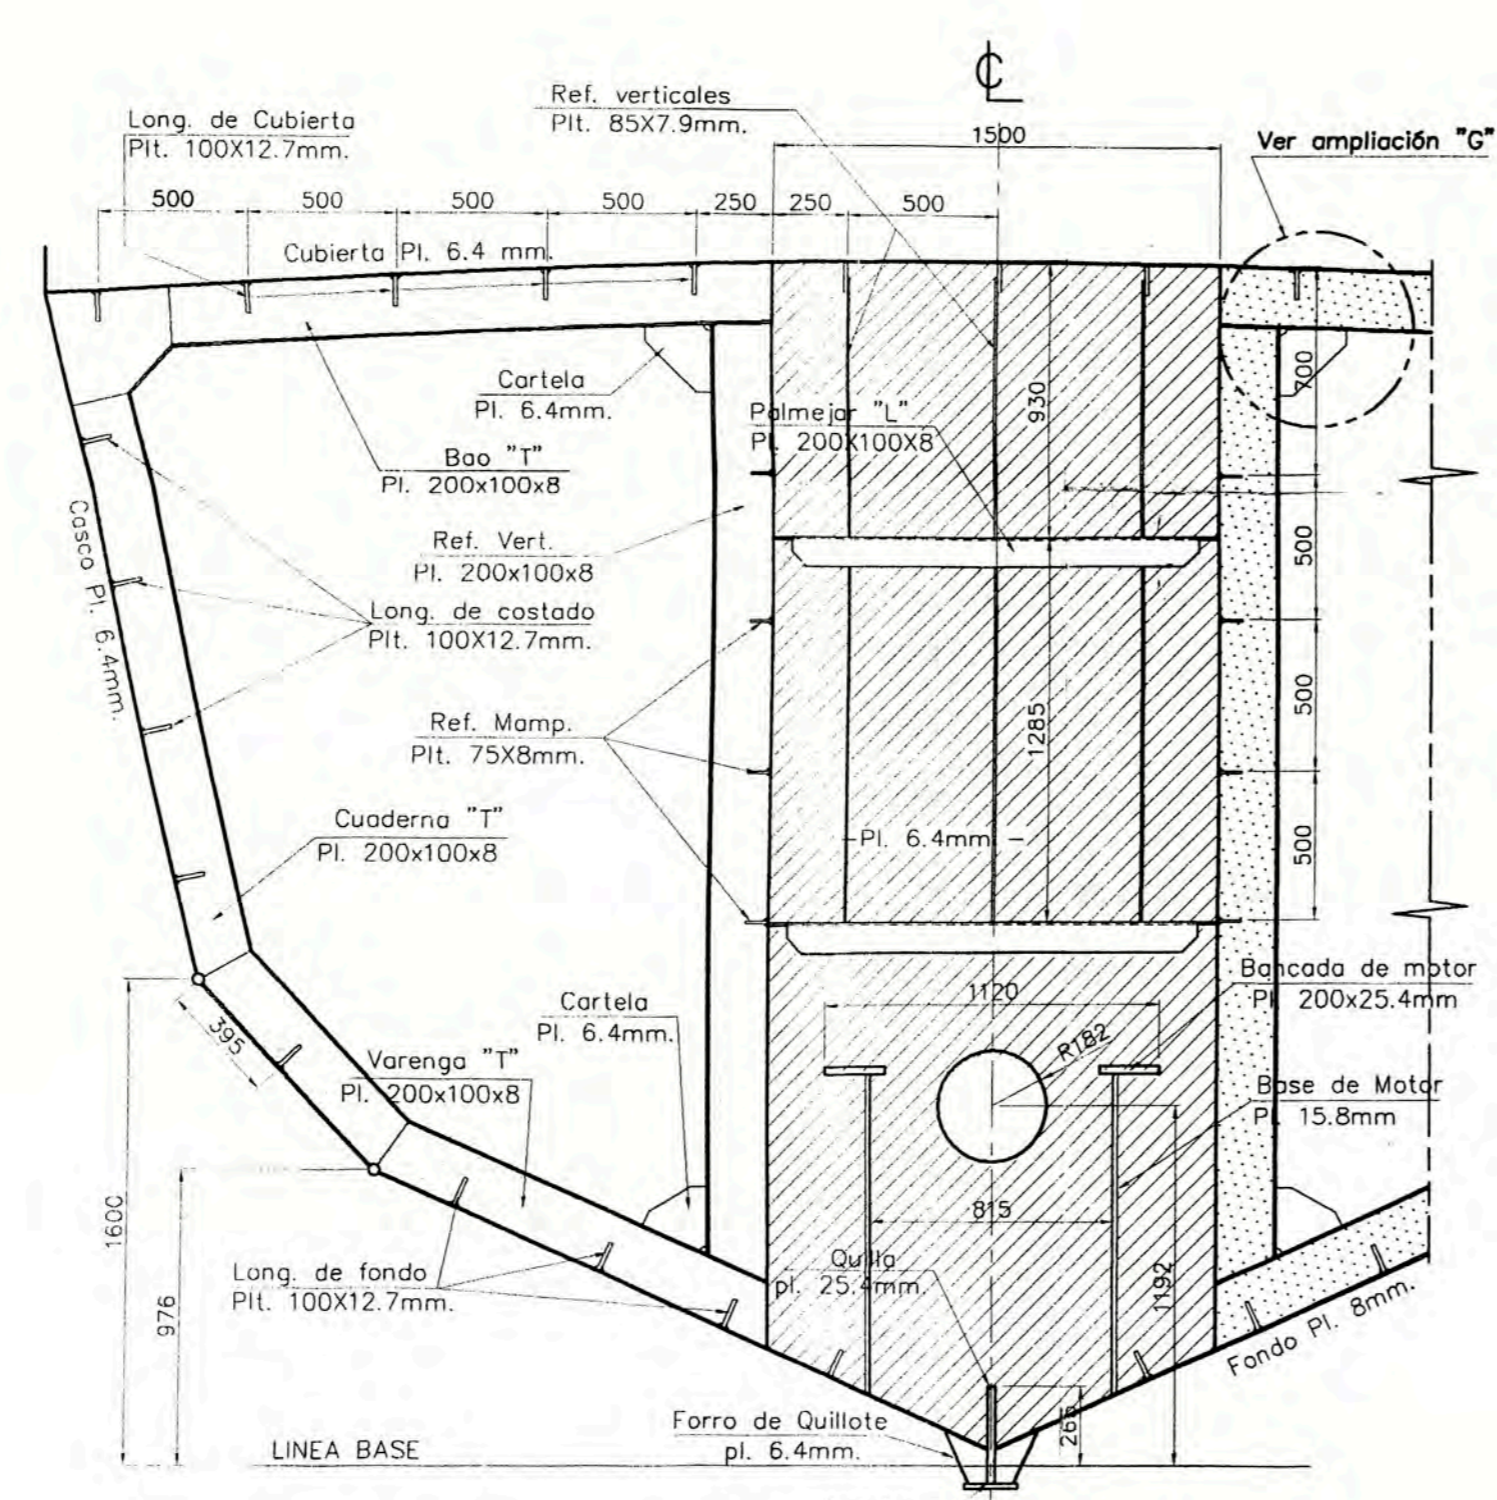 ℄
Ref. verticales
Plt. 85X7.9mm.
Long. de Cubierta
Plt. 100X12.7mm.
1500
Ver ampliación "G"
500
500
500
500
250
250
500
Cubierta Pl. 6.4 mm.
Cartela
Pl. 6.4mm.
930
700
Palmejar "L"
Pl. 200X100X8
Bao "T"
Pl. 200x100x8
Casco Pl. 6.4mm.
Ref. Vert.
Pl. 200x100x8
500
Long. de costado
Plt. 100X12.7mm.
Ref. Mamp.
Plt. 75X8mm.
1285
500
Cuaderna "T"
Pl. 200x100x8
Pl. 6.4mm.
500
Bancada de motor
Pl. 200x25.4mm
1120
Cartela
Pl. 6.4mm.
395
R182
Varenga "T"
Pl. 200x100x8
Base de Motor
Pl. 15.8mm
1600
815
976
Long. de fondo
Plt. 100X12.7mm.
Quilla
pl. 25.4mm.
1192
Fondo Pl. 8mm.
Forro de Quillote
pl. 6.4mm.
265
LINEA BASE